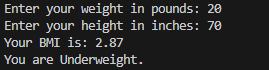 Enter your weight in pounds: 20
Enter your height in inches: 70
Your BMI is: 2.87
You are Underweight.